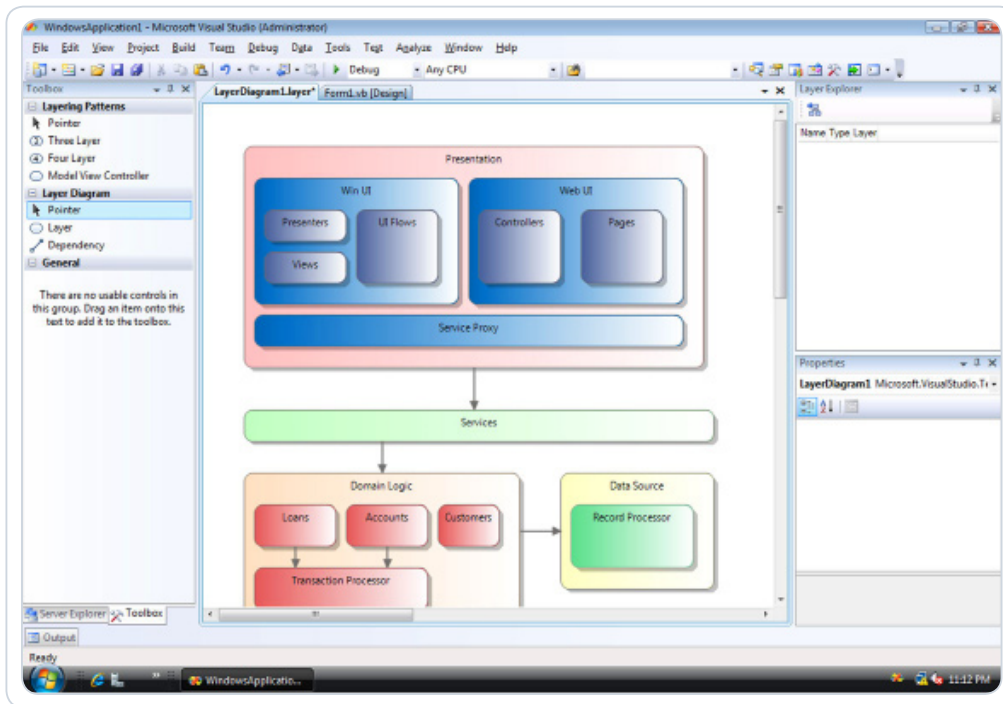 WindowsApplication1 - Microsoft Visual Studio (Administrator)
File Edit View Project Build Team Debug Data Tools Test Analyze Window Help
Debug Any CPU
Toolbox
Layering Patterns
Pointer
Three Layer
Four Layer
Model View Controller
Layer Diagram
Pointer
Layer
Dependency
General
There are no usable controls in
this group. Drag an item onto this
text to add it to the toolbox.
Server Explorer Toolbox
LayerDiagram1.layer* Form1.vb [Design]
Presentation
Win UI
Web UI
Presenters
UI Flows
Views
Controllers
Pages
Service Proxy
Services
Domain Logic
Loans
Accounts
Customers
Transaction Processor
Data Source
Record Processor
Layer Explorer
Name Type Layer
Properties
LayerDiagram1 Microsoft.VisualStudio.Te
Output
Ready
WindowsApplicatio...
11:12 PM